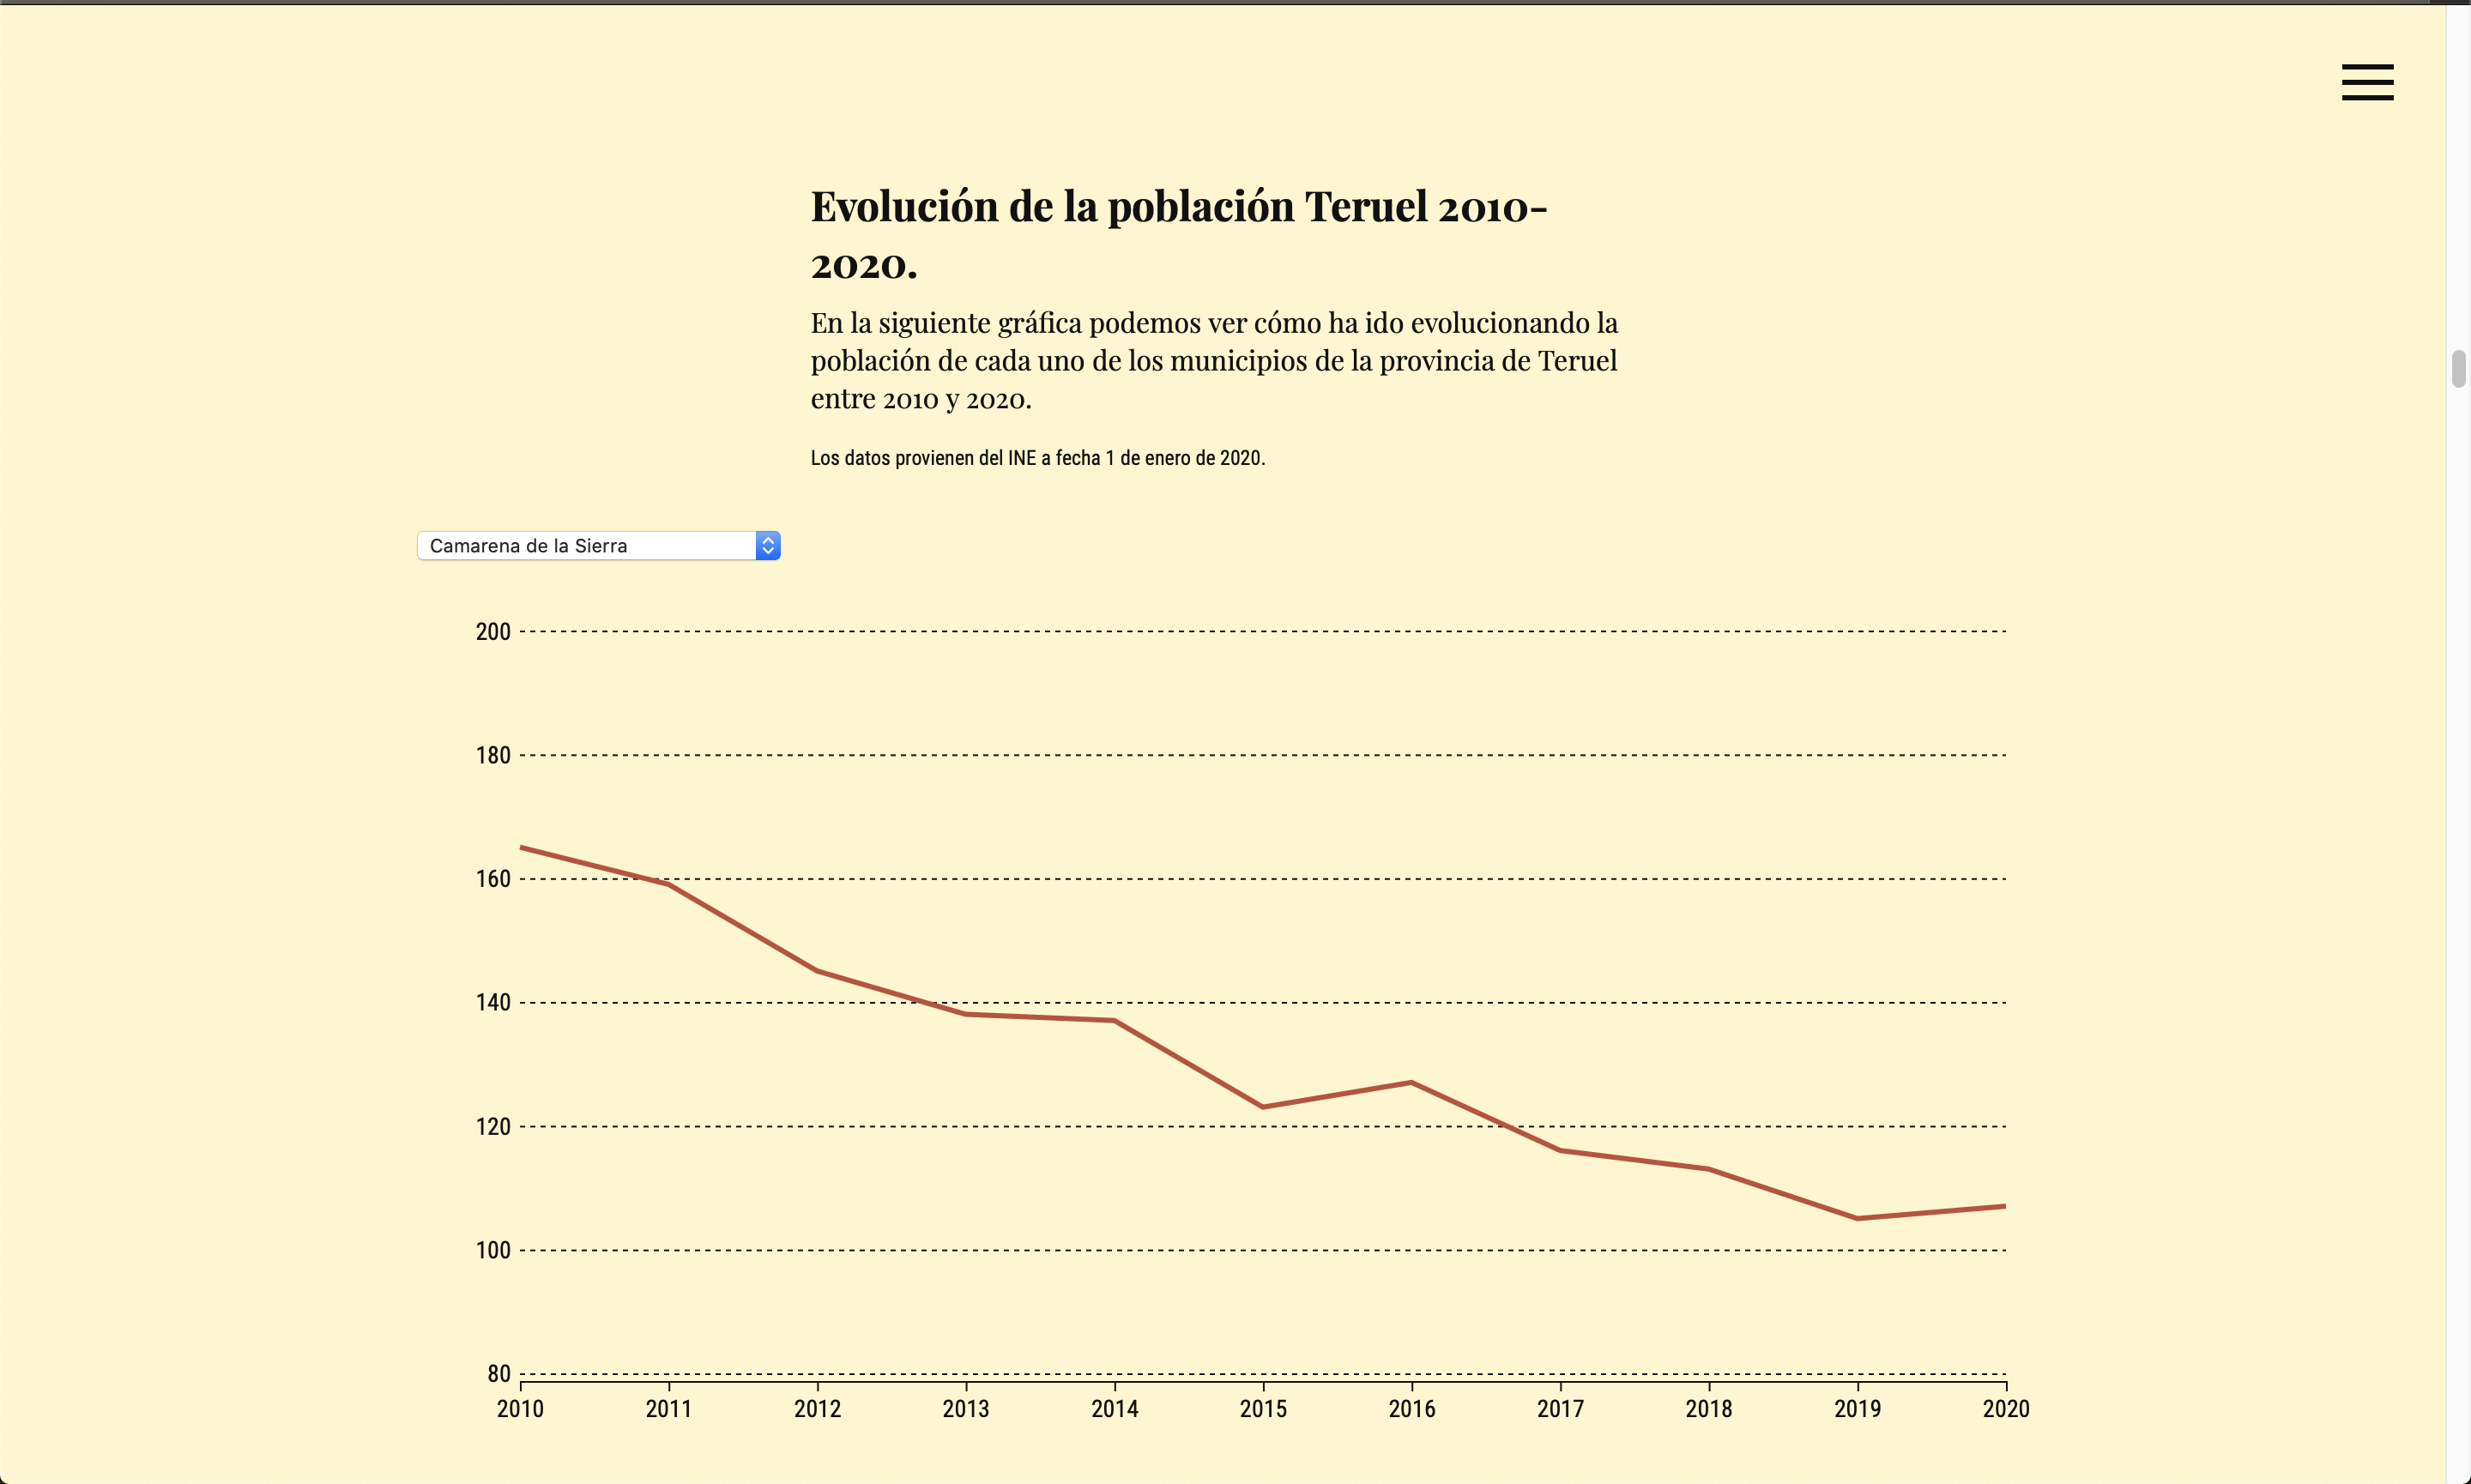 Evolución de la población Teruel 2010-
2020.
En la siguiente gráfica podemos ver cómo ha ido evolucionando la
población de cada uno de los municipios de la provincia de Teruel
entre 2010 y 2020.
Los datos provienen del INE a fecha 1 de enero de 2020.
Camarena de la Sierra
200
180
160
140
120
100
80
2010 2011 2012 2013 2014 2015 2016 2017 2018 2019 2020